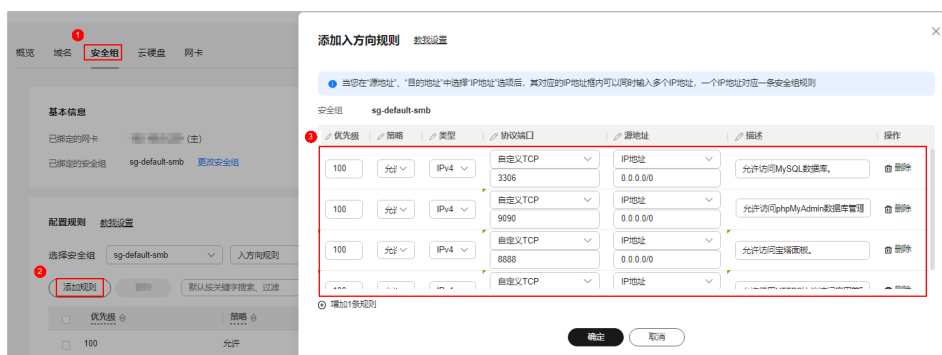 1
概览 域名 安全组 云硬盘 网卡
基本信息
已绑定的网卡 (主)
已绑定的安全组 sg-default-smb 更改安全组
配置规则 教我设置
选择安全组 sg-default-smb 入方向规则
2
添加规则 删除 默认按关键字搜索、过滤
优先级 策略
100 允许
添加入方向规则 教我设置
当您在“源地址”、“目的地址”中选择“IP地址”选项后，其对应的IP地址框内可以同时输入多个IP地址，一个IP地址对应一条安全组规则
安全组 sg-default-smb
3
优先级 策略 类型 协议端口 源地址 描述 操作
100 IPv4 自定义TCP IP地址 允许访问MySQL数据库。 删除
3306 0.0.0.0/0
100 IPv4 自定义TCP IP地址 允许访问phpMyAdmin数据库管理 删除
9090 0.0.0.0/0
100 IPv4 自定义TCP IP地址 允许访问宝塔面板。 删除
8888 0.0.0.0/0
自定义TCP IP地址
增加1条规则
确定 取消